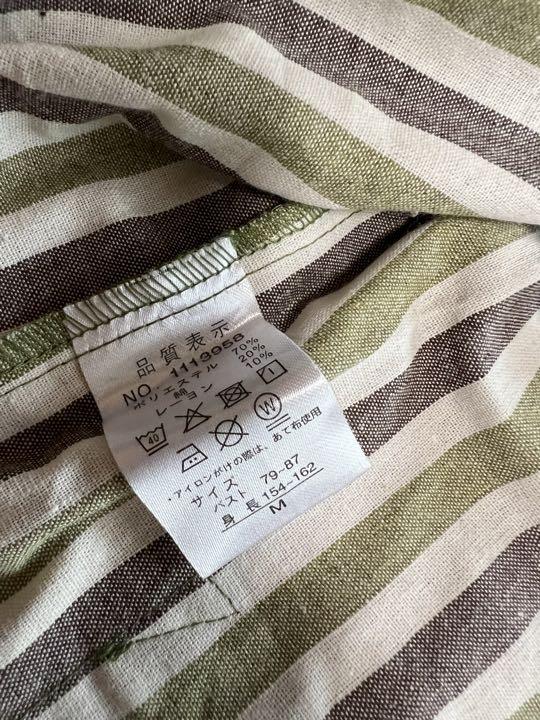 品質表示
NO. 1113958
ポリエステル 70%
綿 20%
レーヨン 10%
40
W
・アイロンがけの際は、あて布使用
サイズ
バスト 79-87
身長 154-162
M